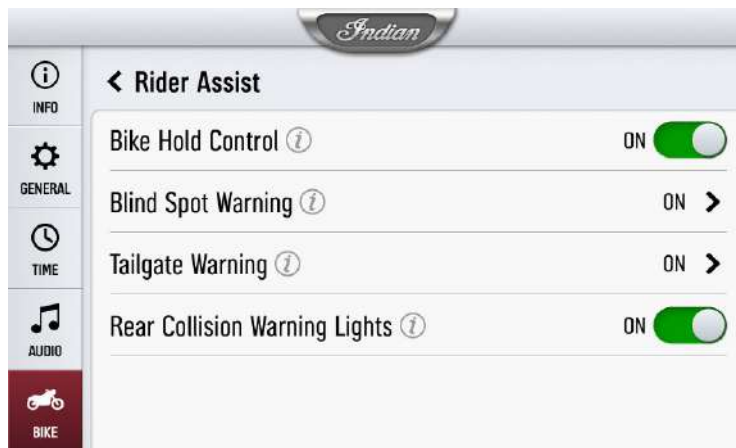 Indian
INFO
Rider Assist
Bike Hold Control
ON
GENERAL
Blind Spot Warning
ON
TIME
Tailgate Warning
ON
AUDIO
Rear Collision Warning Lights
ON
BIKE